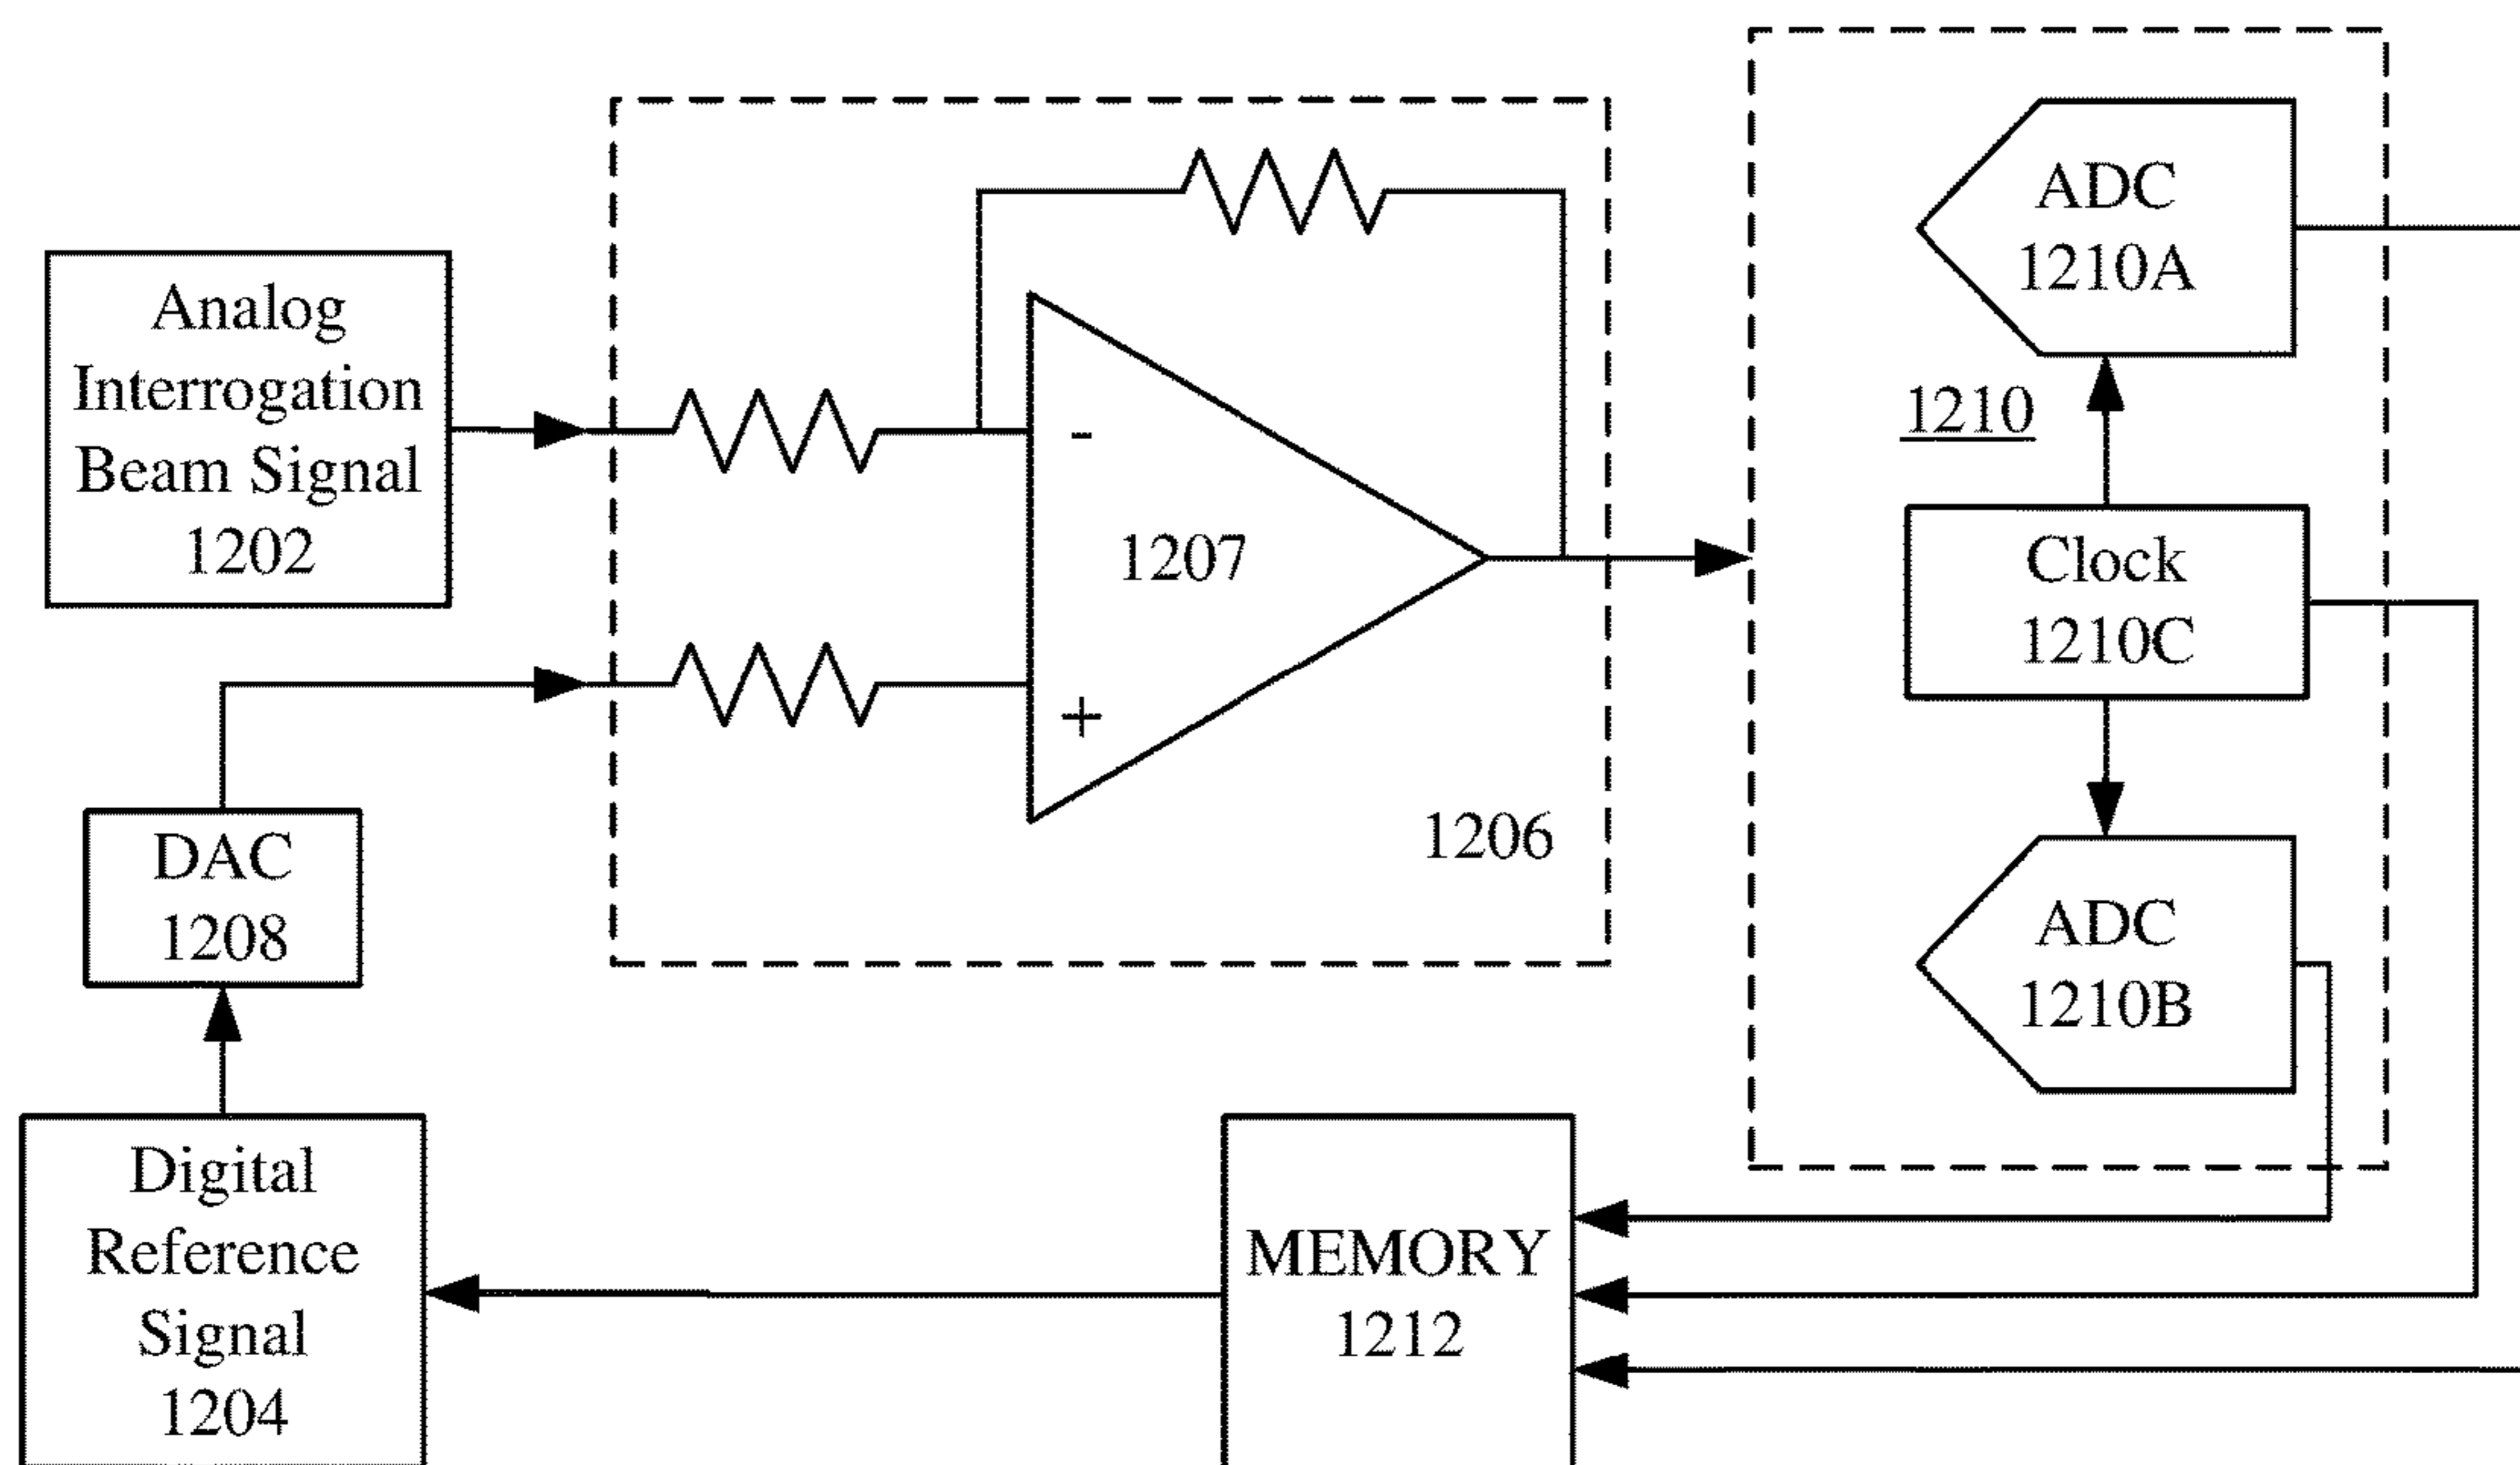 Analog
Interrogation
Beam Signal
1202
-
1207
+
1206
ADC
1210A
1210
Clock
1210C
ADC
1210B
DAC
1208
Digital
Reference
Signal
1204
MEMORY
1212